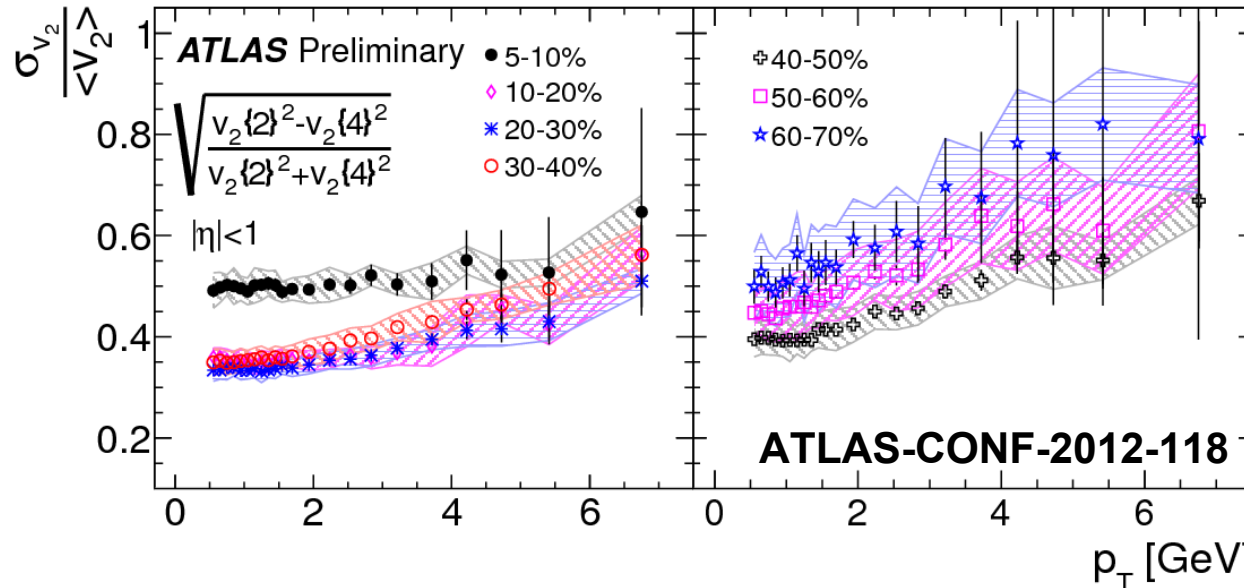 σv₂
<v₂>
ATLAS Preliminary
√
v₂{2}²-v₂{4}²
v₂{2}²+v₂{4}²
|η|<1
5-10%
10-20%
20-30%
30-40%
40-50%
50-60%
60-70%
ATLAS-CONF-2012-118
1
0.8
0.6
0.4
0.2
0 2 4 6
0 2 4 6
p_T [GeV